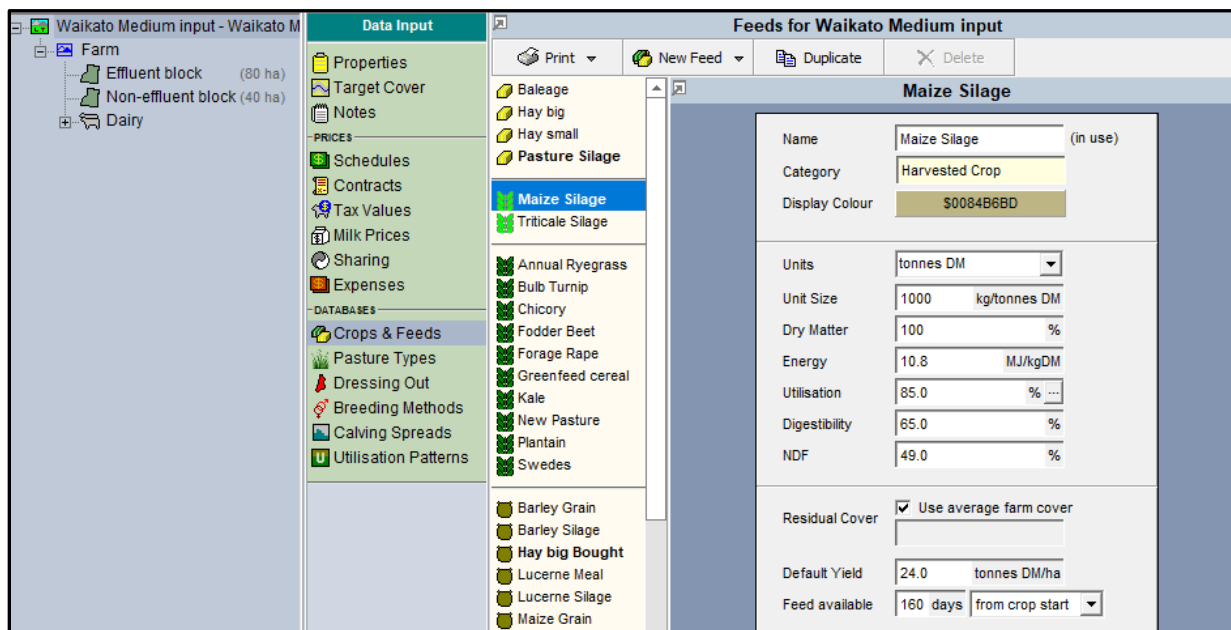 Waikato Medium input - Waikato M
Farm
Effluent block (80 ha)
Non-effluent block (40 ha)
Dairy
Data Input
Properties
Target Cover
Notes
PRICES
Schedules
Contracts
Tax Values
Milk Prices
Sharing
Expenses
DATABASES
Crops & Feeds
Pasture Types
Dressing Out
Breeding Methods
Calving Spreads
Utilisation Patterns
Feeds for Waikato Medium input
Print
New Feed
Duplicate
Delete
Baleage
Hay big
Hay small
Pasture Silage
Maize Silage
Triticale Silage
Annual Ryegrass
Bulb Turnip
Chicory
Fodder Beet
Forage Rape
Greenfeed cereal
Kale
New Pasture
Plantain
Swedes
Barley Grain
Barley Silage
Hay big Bought
Lucerne Meal
Lucerne Silage
Maize Grain
Maize Silage
Name Maize Silage (in use)
Category Harvested Crop
Display Colour $0084B6BD
Units tonnes DM
Unit Size 1000 kg/tonnes DM
Dry Matter 100 %
Energy 10.8 MJ/kgDM
Utilisation 85.0 % ...
Digestibility 65.0 %
NDF 49.0 %
Residual Cover Use average farm cover
Default Yield 24.0 tonnes DM/ha
Feed available 160 days from crop start